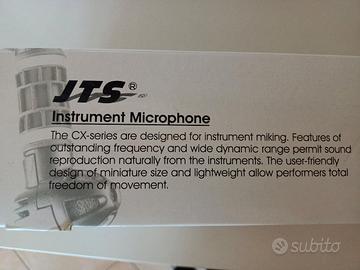 JTS®
Instrument Microphone
The CX-series are designed for instrument miking. Features of
outstanding frequency and wide dynamic range permit sound
reproduction naturally from the instruments. The user-friendly
design of miniature size and lightweight allow performers total
freedom of movement.
subito